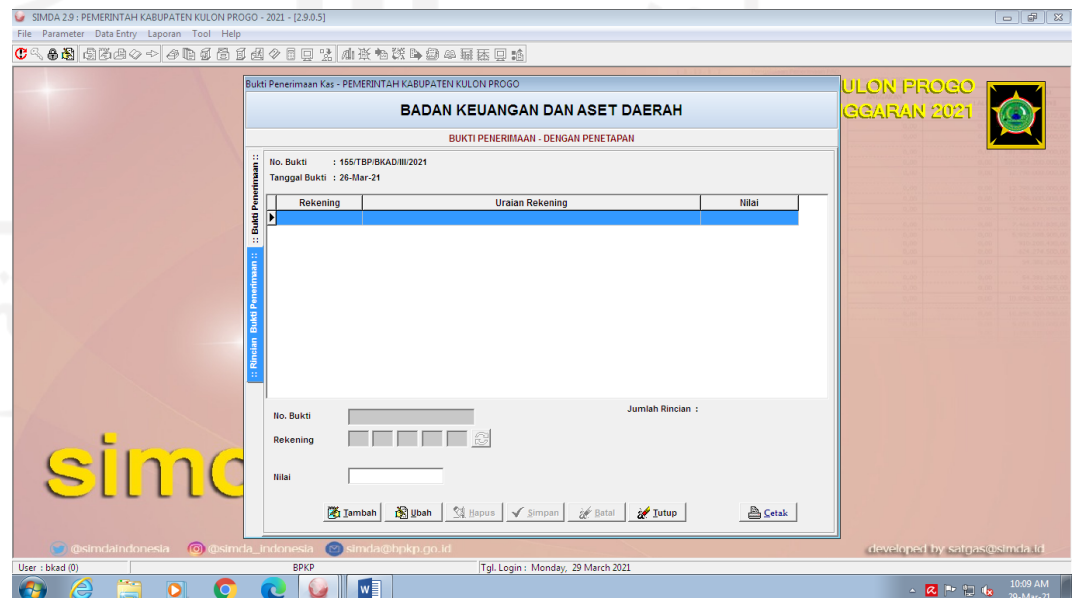 SIMDA 2.9 : PEMERINTAH KABUPATEN KULON PROGO - 2021 - [2.9.0.5]
File Parameter Data Entry Laporan Tool Help
ULON PROGO
GGARAN 2021
Bukti Penerimaan Kas - PEMERINTAH KABUPATEN KULON PROGO
BADAN KEUANGAN DAN ASET DAERAH
BUKTI PENERIMAAN - DENGAN PENETAPAN
:: Bukti Penerimaan ::
:: Rincian Bukti Penerimaan ::
No. Bukti : 155/TBP/BKAD/III/2021
Tanggal Bukti : 26-Mar-21
Rekening Uraian Rekening Nilai
No. Bukti
Jumlah Rincian :
Rekening
Nilai
Tambah Ubah Hapus Simpan Batal Tutup Cetak
simd
@simdaindonesia @simda_indonesia simda@bpkp.go.id developed by satgas@simda.id
User : bkad (0) BPKP Tgl. Login : Monday, 29 March 2021
10:09 AM
29-Mar-21